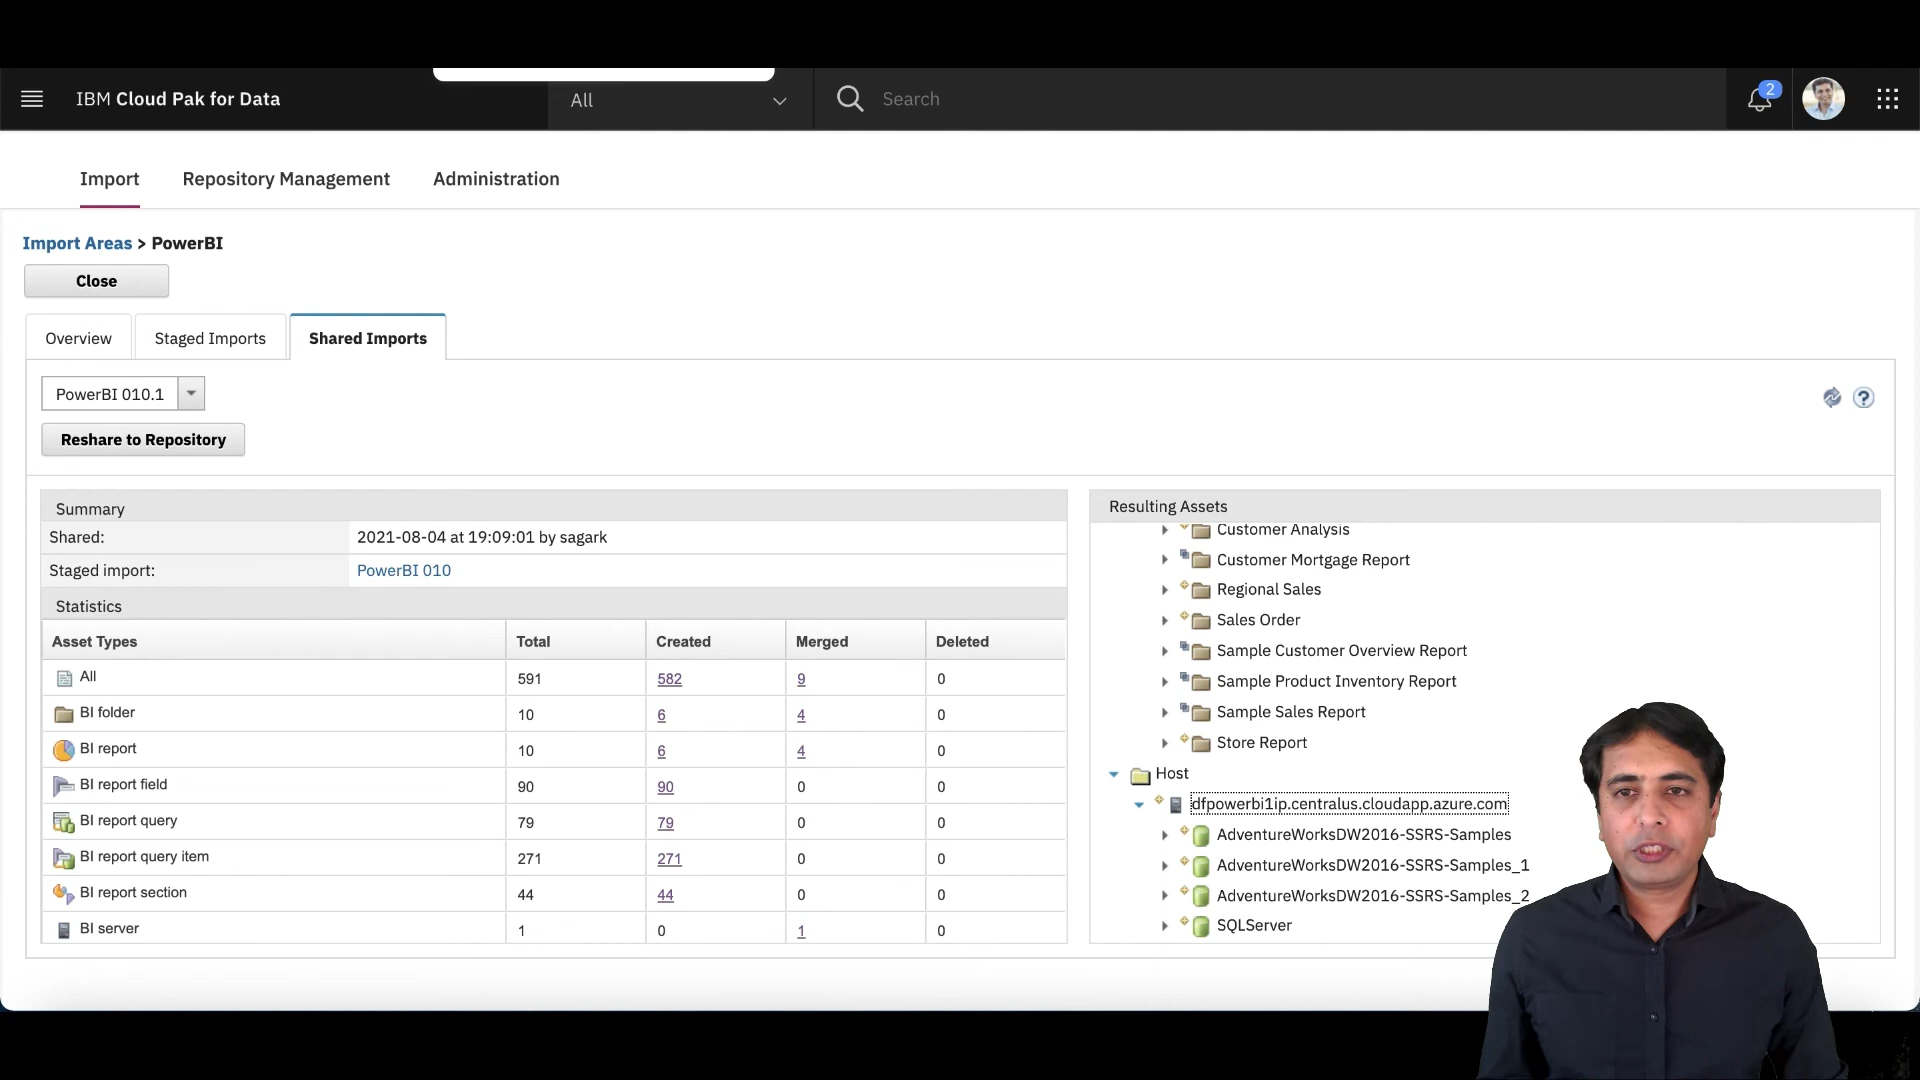 IBM Cloud Pak for Data
All
Search
2
Import
Repository Management
Administration
Import Areas > PowerBI
Close
Overview
Staged Imports
Shared Imports
PowerBI 010.1
?
Reshare to Repository
Summary
Shared: 2021-08-04 at 19:09:01 by sagark
Staged import: PowerBI 010
Statistics
Asset Types Total Created Merged Deleted
All 591 582 9 0
BI folder 10 6 4 0
BI report 10 6 4 0
BI report field 90 90 0 0
BI report query 79 79 0 0
BI report query item 271 271 0 0
BI report section 44 44 0 0
BI server 1 0 1 0
Resulting Assets
Customer Analysis
Customer Mortgage Report
Regional Sales
Sales Order
Sample Customer Overview Report
Sample Product Inventory Report
Sample Sales Report
Store Report
Host
dfpowerbi1ip.centralus.cloudapp.azure.com
AdventureWorksDW2016-SSRS-Samples
AdventureWorksDW2016-SSRS-Samples_1
AdventureWorksDW2016-SSRS-Samples_2
SQLServer